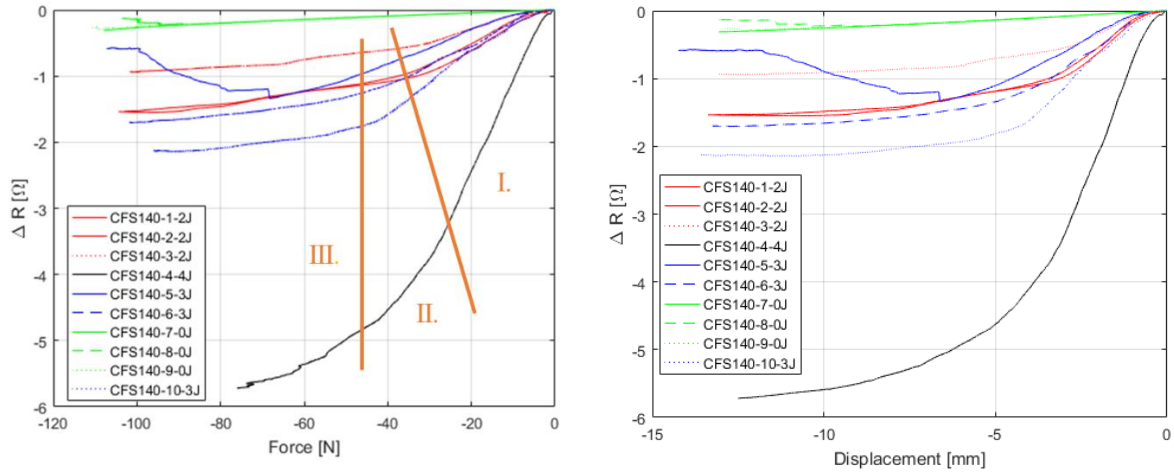 0
-1
-2
-3
-4
-5
-6
Δ R [Ω]
-120
-100
-80
-60
-40
-20
0
Force [N]
CFS140-1-2J
CFS140-2-2J
CFS140-3-2J
CFS140-4-4J
CFS140-5-3J
CFS140-6-3J
CFS140-7-0J
CFS140-8-0J
CFS140-9-0J
CFS140-10-3J
I.
II.
III.
0
-1
-2
-3
-4
-5
-6
Δ R [Ω]
-15
-10
-5
0
Displacement [mm]
CFS140-1-2J
CFS140-2-2J
CFS140-3-2J
CFS140-4-4J
CFS140-5-3J
CFS140-6-3J
CFS140-7-0J
CFS140-8-0J
CFS140-9-0J
CFS140-10-3J